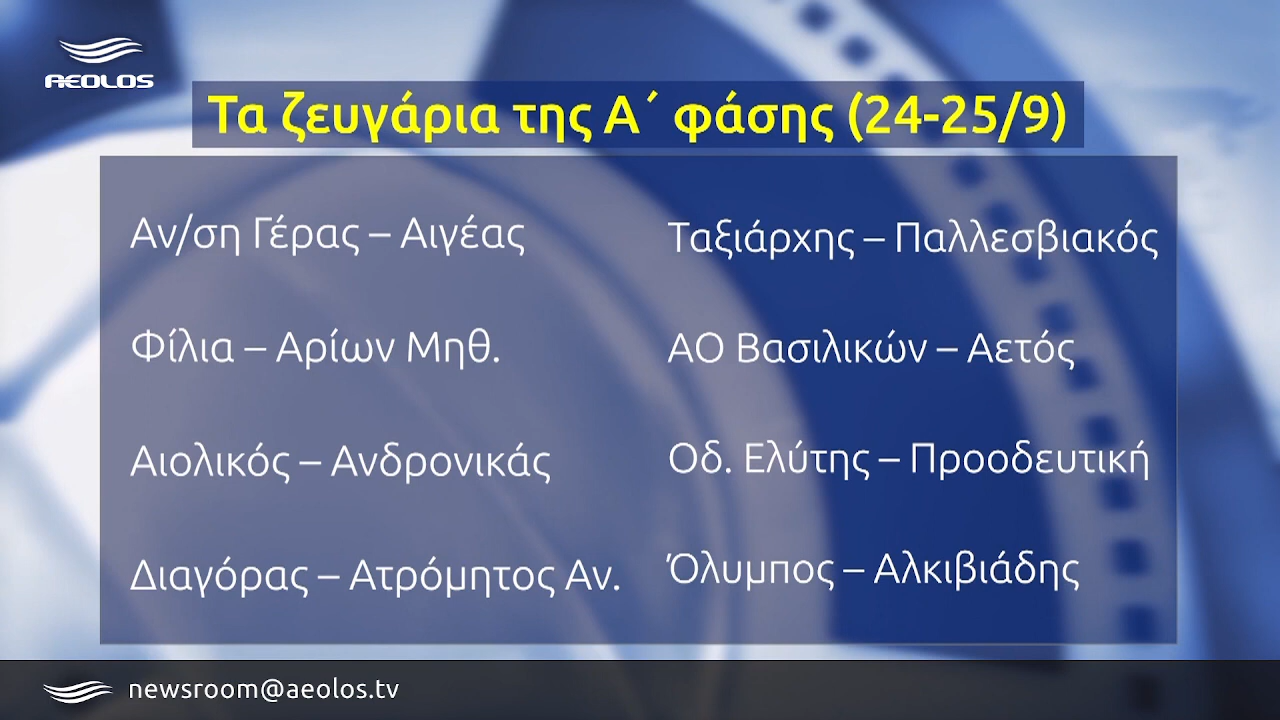 AEOLOS
Τα ζευγάρια της Α΄ φάσης (24-25/9)
Αν/ση Γέρας – Αιγέας
Φίλια – Αρίων Μηθ.
Αιολικός – Ανδρονικάς
Διαγόρας – Ατρόμητος Αν.
Ταξιάρχης – Παλλεσβιακός
ΑΟ Βασιλικών – Αετός
Οδ. Ελύτης – Προοδευτική
Όλυμπος – Αλκιβιάδης
newsroom@aeolos.tv